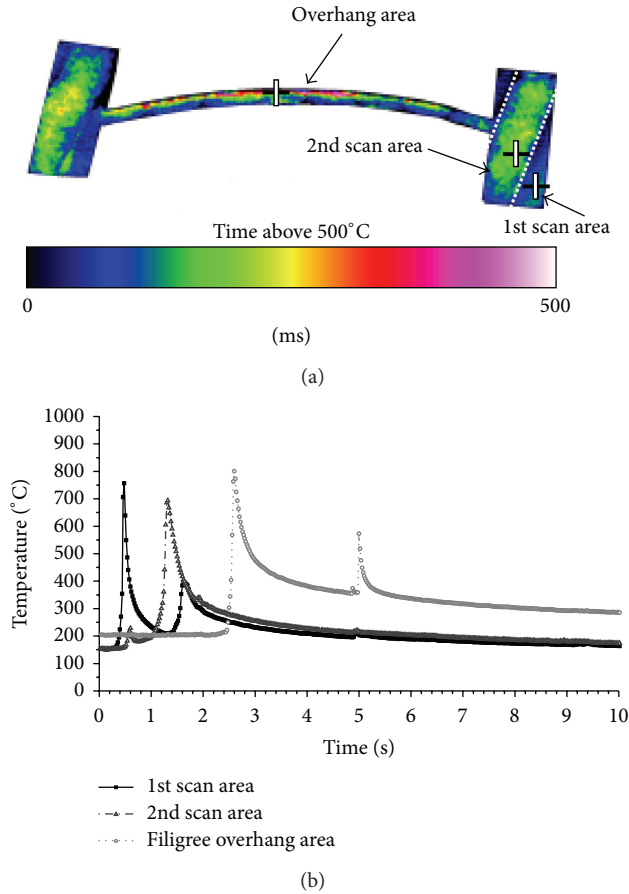 Overhang area
2nd scan area
1st scan area
Time above 500°C
0
500
(ms)
(a)
1000
900
800
700
600
500
400
300
200
100
0
Temperature (°C)
0 1 2 3 4 5 6 7 8 9 10
Time (s)
1st scan area
2nd scan area
Filigree overhang area
(b)